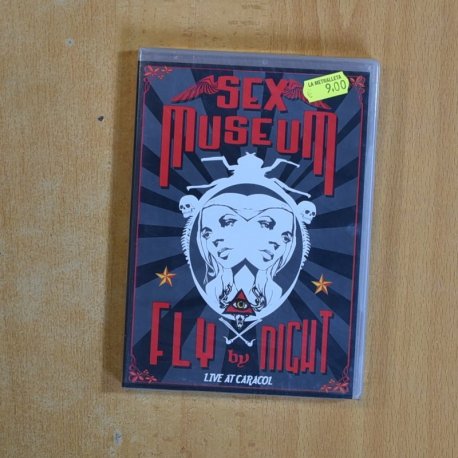 SEX
MUSEUM
LA METRALLETA
€ 9,00
FLY by NIGHT
LIVE AT CARACOL